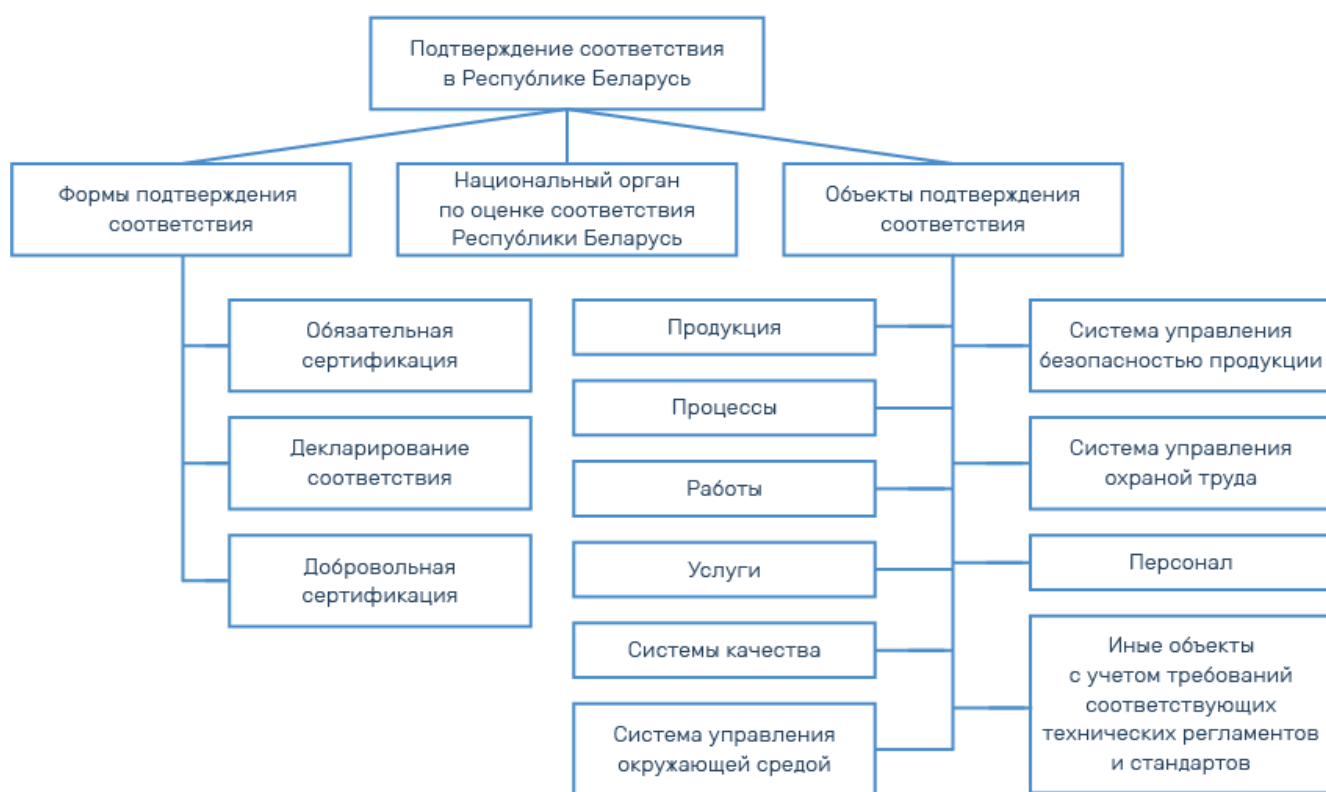 Подтверждение соответствия
в Республике Беларусь
Формы подтверждения
соответствия
Национальный орган
по оценке соответствия
Республики Беларусь
Объекты подтверждения
соответствия
Обязательная
сертификация
Декларирование
соответствия
Добровольная
сертификация
Продукция
Процессы
Работы
Услуги
Системы качества
Система управления
окружающей средой
Система управления
безопасностью продукции
Система управления
охраной труда
Персонал
Иные объекты
с учетом требований
соответствующих
технических регламентов
и стандартов